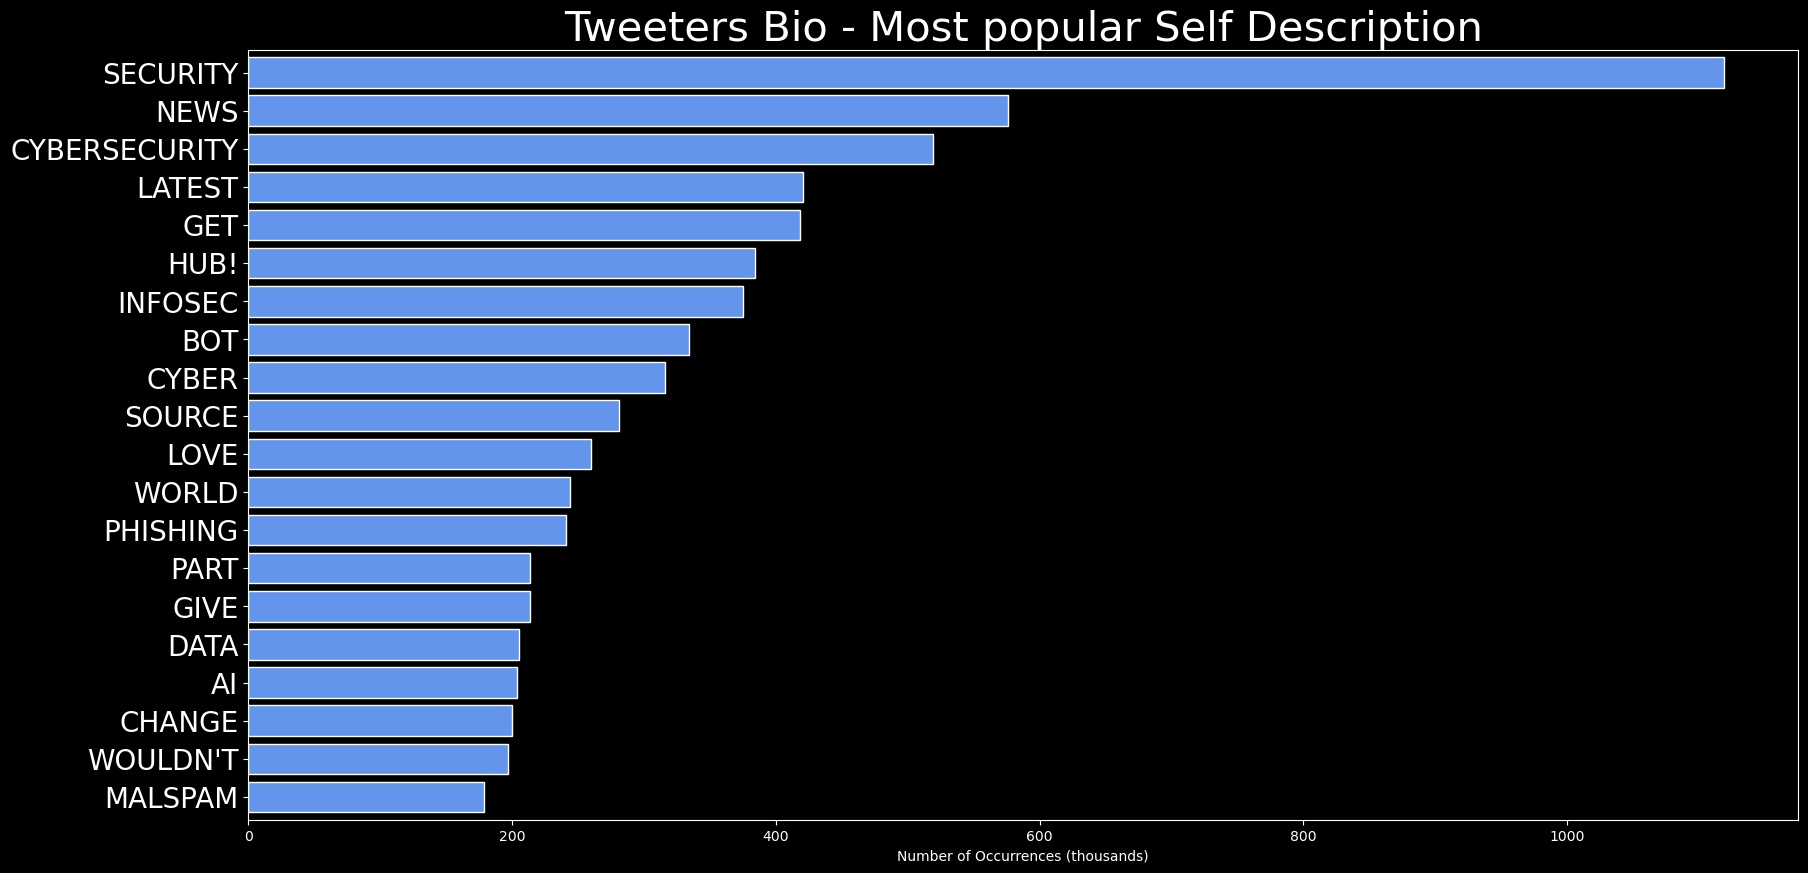 Tweeters Bio - Most popular Self Description
SECURITY
NEWS
CYBERSECURITY
LATEST
GET
HUB!
INFOSEC
BOT
CYBER
SOURCE
LOVE
WORLD
PHISHING
PART
GIVE
DATA
AI
CHANGE
WOULDN'T
MALSPAM
0 200 400 600 800 1000
Number of Occurrences (thousands)